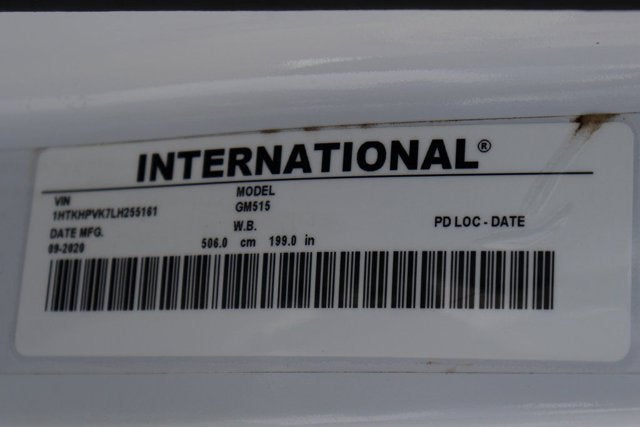 INTERNATIONAL®
VIN MODEL
1HTKHPVK7LH255161 GM515
DATE MFG. W.B. PD LOC - DATE
09-2020 506.0 cm 199.0 in